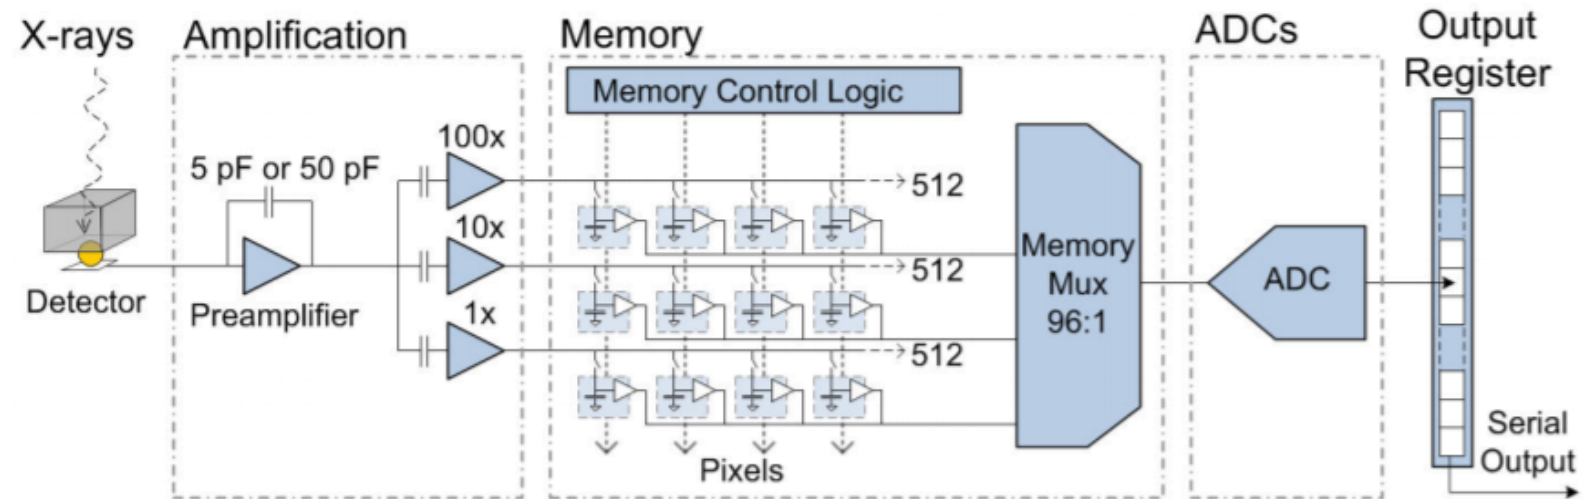 X-rays
Amplification
Memory
ADCs
Output
Register
Memory Control Logic
100x
5 pF or 50 pF
512
10x
Memory
Mux
96:1
512
ADC
Detector
Preamplifier
1x
512
Serial
Output
Pixels